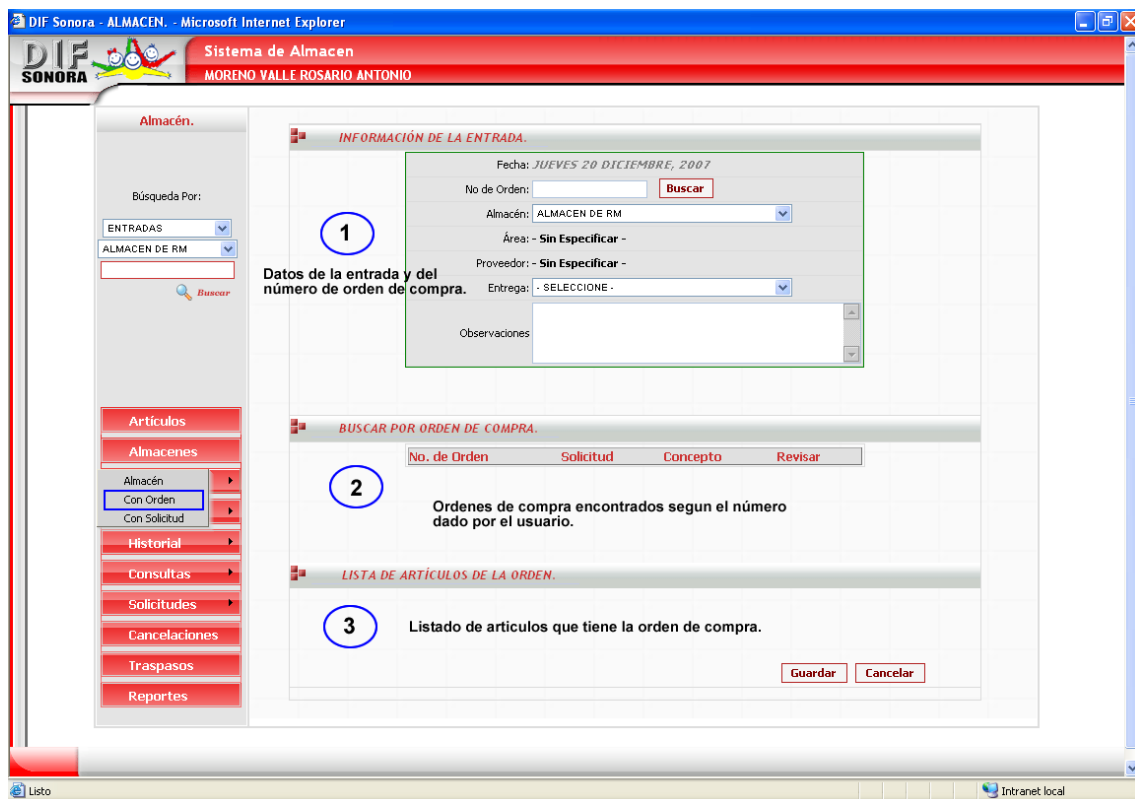 DIF Sonora - ALMACEN. - Microsoft Internet Explorer
DIF
SONORA
Sistema de Almacen
MORENO VALLE ROSARIO ANTONIO
Almacén.
Búsqueda Por:
ENTRADAS
ALMACEN DE RM
Buscar
Artículos
Almacenes
Almacén
Con Orden
Con Solicitud
Historial
Consultas
Solicitudes
Cancelaciones
Traspasos
Reportes
INFORMACIÓN DE LA ENTRADA.
Fecha: JUEVES 20 DICIEMBRE, 2007
No de Orden: Buscar
Almacén: ALMACEN DE RM
Área: - Sin Especificar -
Proveedor: - Sin Especificar -
Entrega: - SELECCIONE -
Observaciones
1
Datos de la entrada y del
número de orden de compra.
BUSCAR POR ORDEN DE COMPRA.
No. de Orden Solicitud Concepto Revisar
2
Ordenes de compra encontrados segun el número
dado por el usuario.
LISTA DE ARTÍCULOS DE LA ORDEN.
3
Listado de articulos que tiene la orden de compra.
Guardar Cancelar
Listo
Intranet local